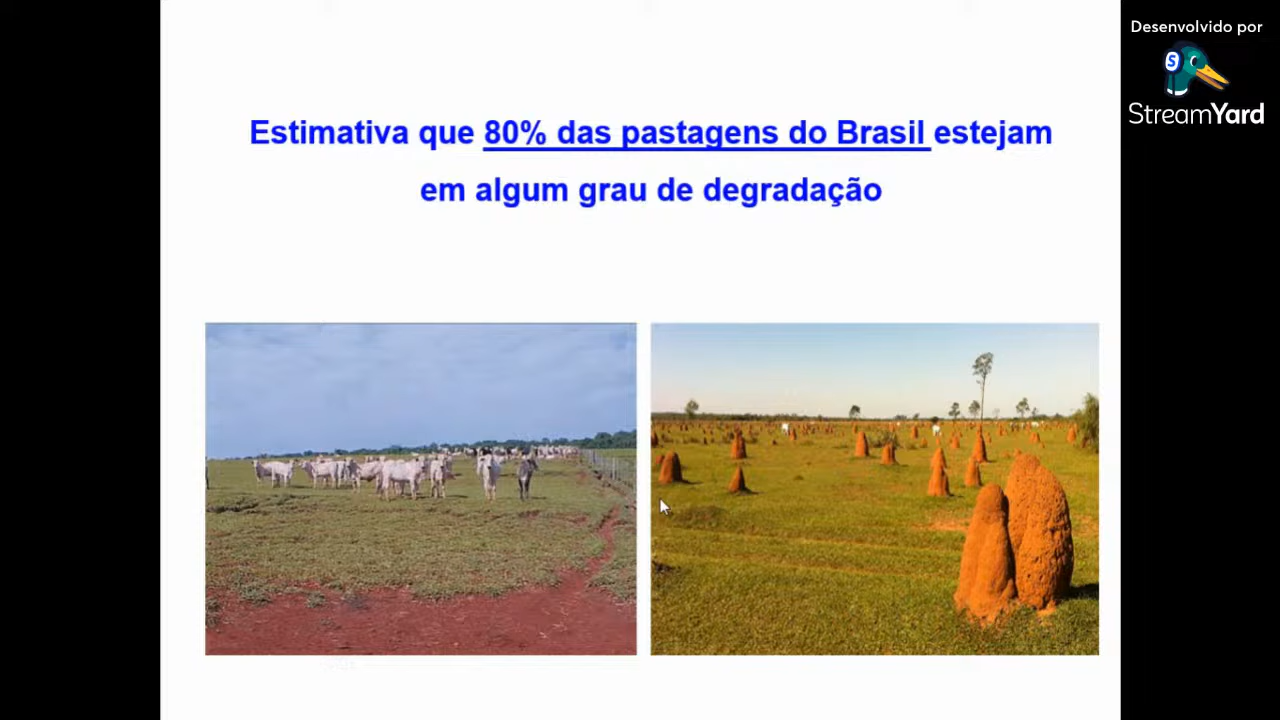 Desenvolvido por
StreamYard
Estimativa que 80% das pastagens do Brasil estejam
em algum grau de degradação